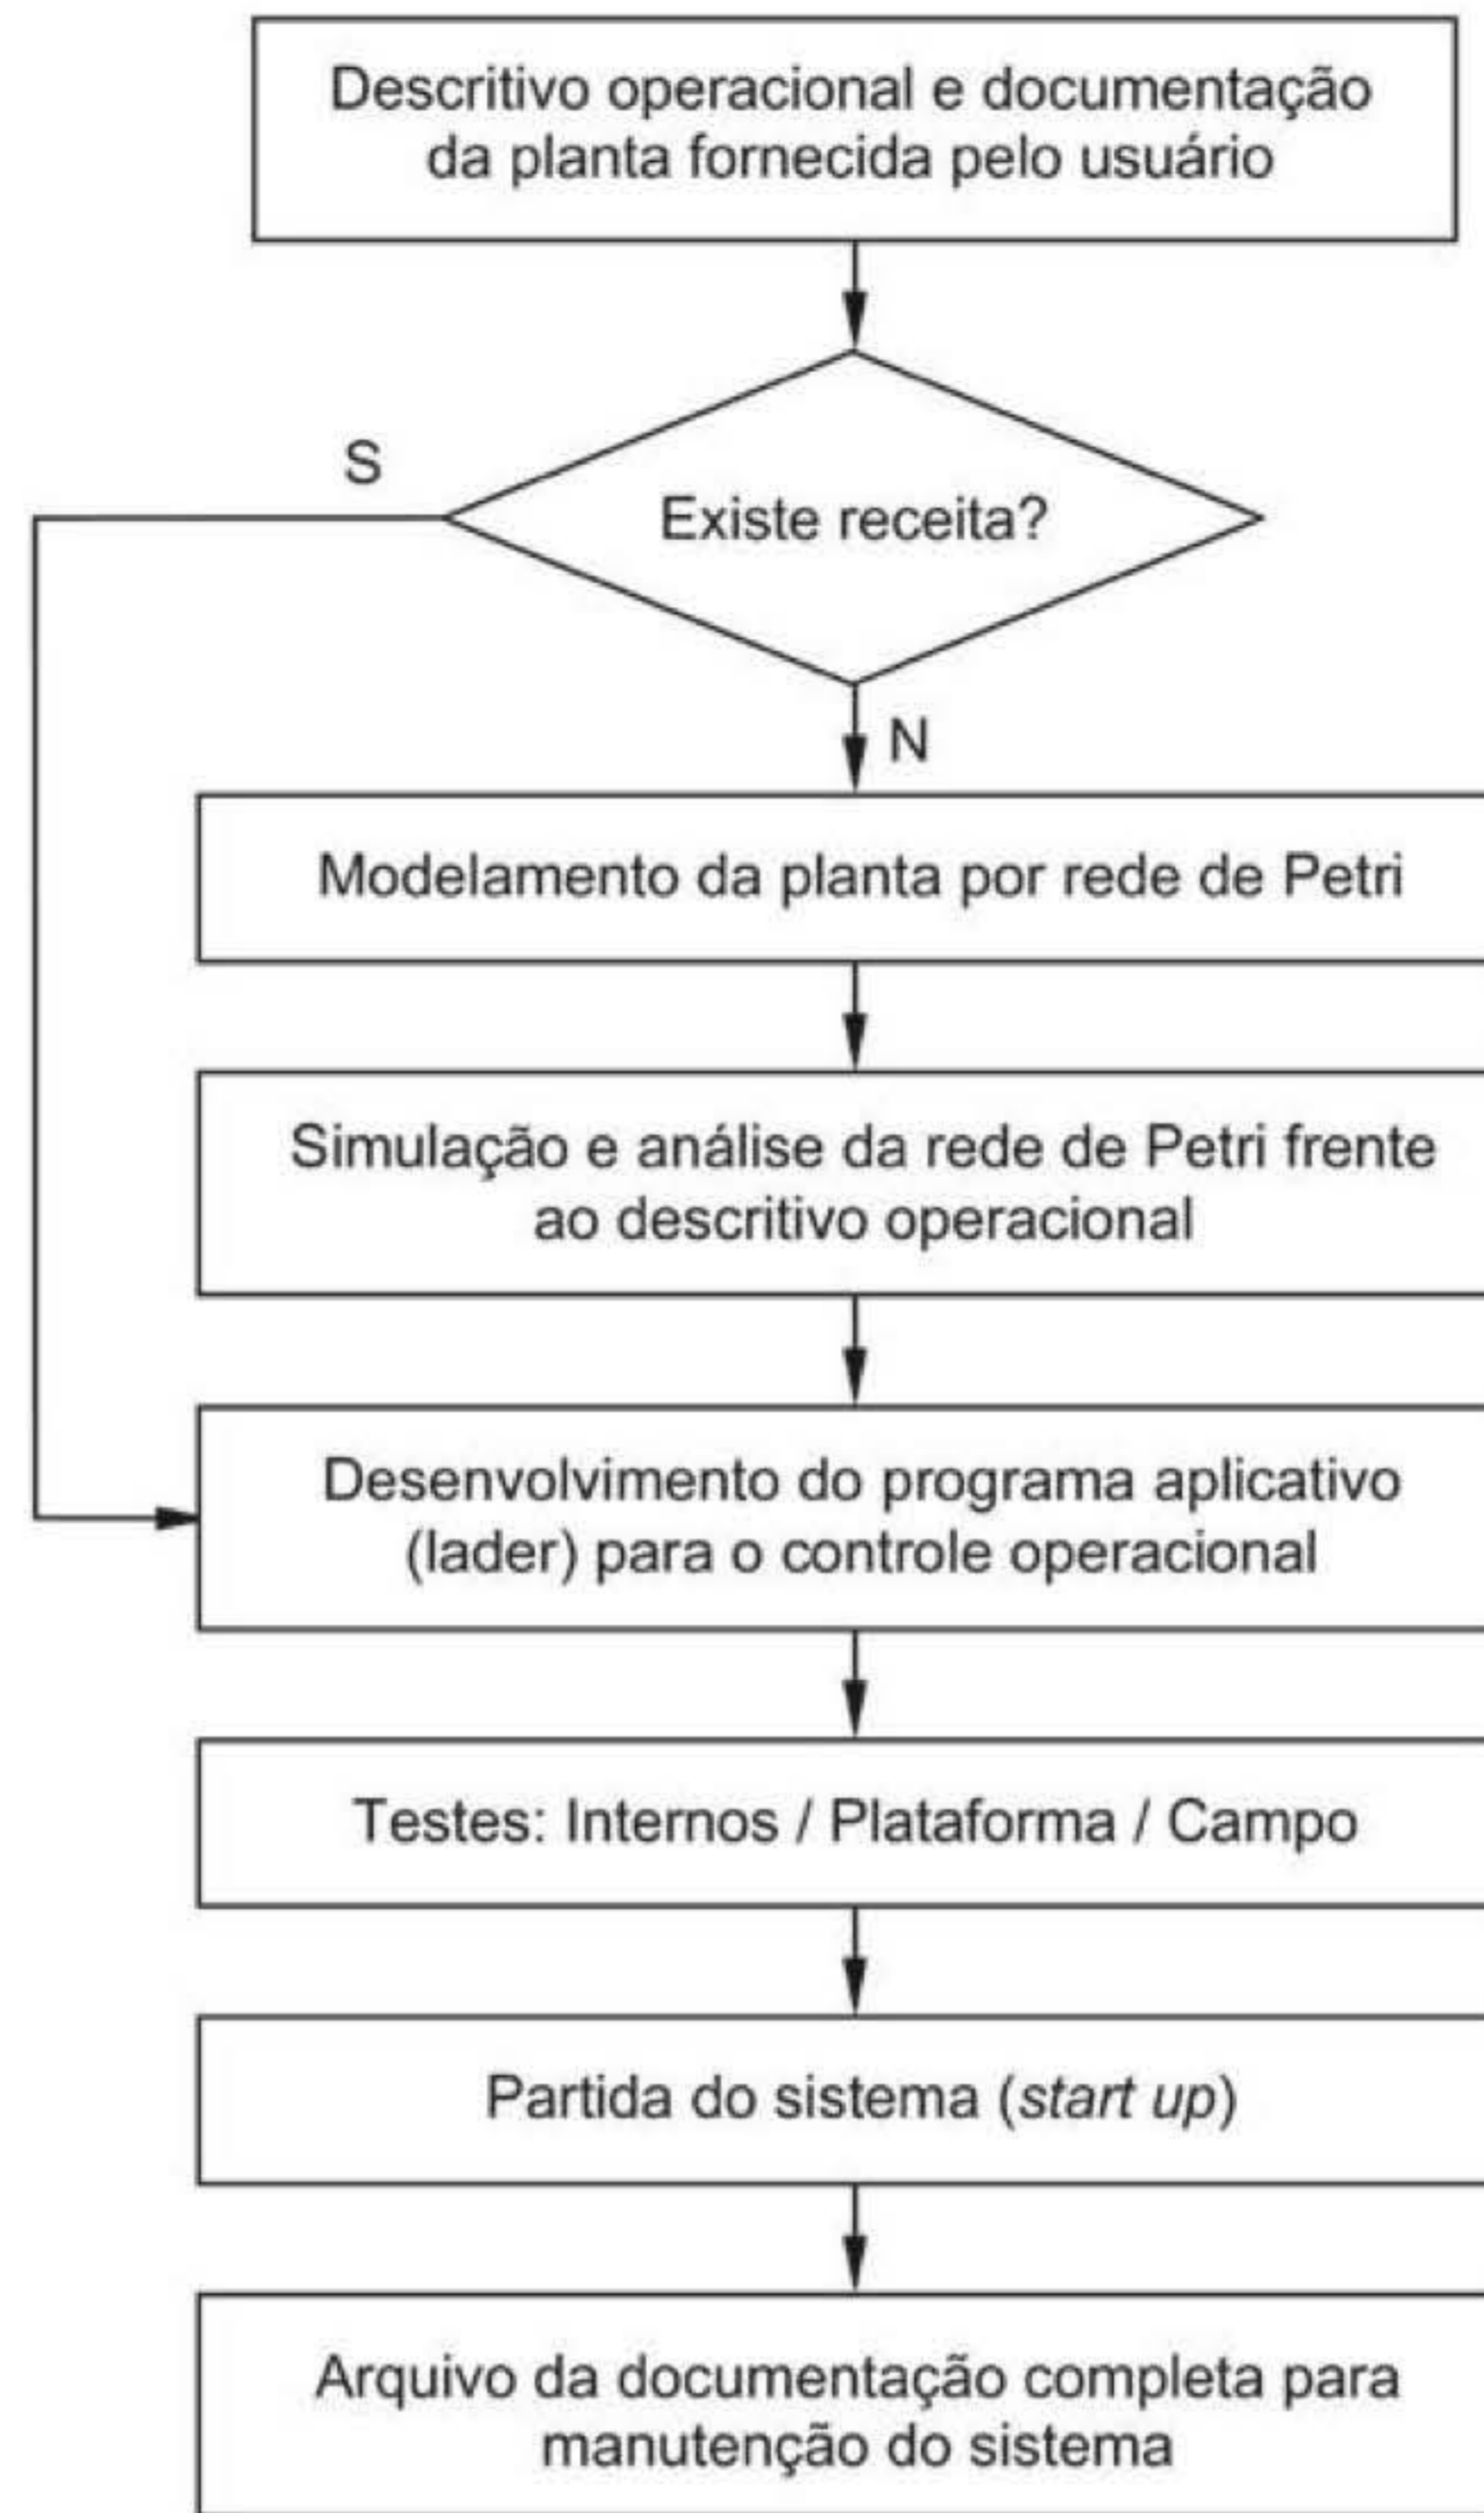 Descritivo operacional e documentação
da planta fornecida pelo usuário
S
Existe receita?
N
Modelamento da planta por rede de Petri
Simulação e análise da rede de Petri frente
ao descritivo operacional
Desenvolvimento do programa aplicativo
(lader) para o controle operacional
Testes: Internos / Plataforma / Campo
Partida do sistema (start up)
Arquivo da documentação completa para
manutenção do sistema